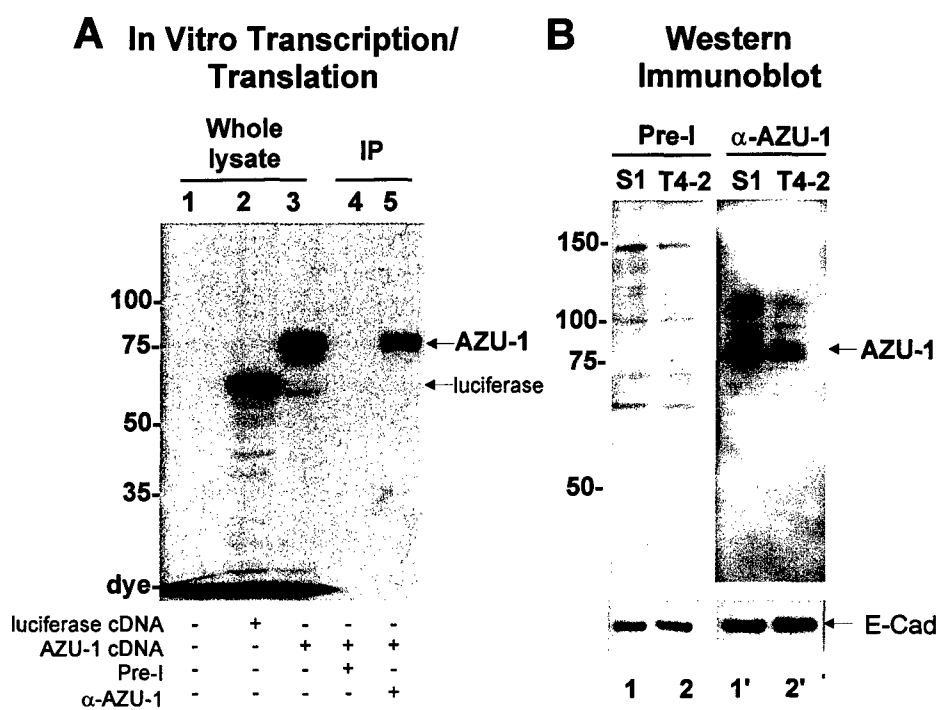 A In Vitro Transcription/
Translation
Whole
lysate
IP
1 2 3 4 5
100-
75-
50-
35-
dye-
←AZU-1
←luciferase
luciferase cDNA - + - - -
AZU-1 cDNA - - + + +
Pre-I - - - + -
α-AZU-1 - - - - +
B Western
Immunoblot
Pre-I α-AZU-1
S1 T4-2 S1 T4-2
150-
100-
75-
50-
←AZU-1
←E-Cad
1 2 1' 2' '